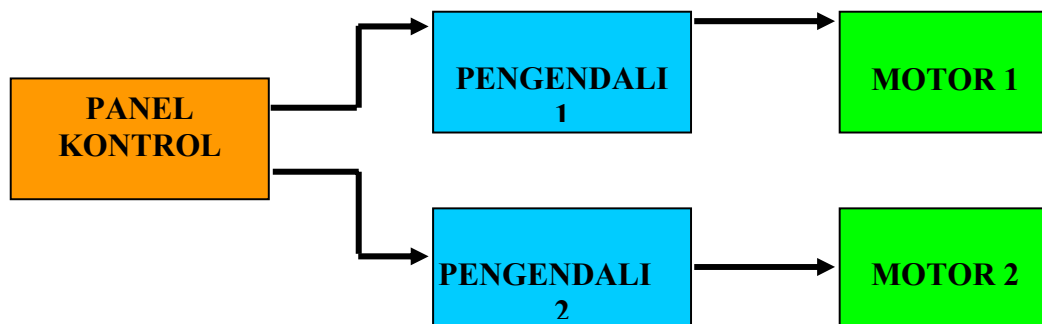 PANEL
KONTROL
PENGENDALI
1
MOTOR 1
PENGENDALI
2
MOTOR 2